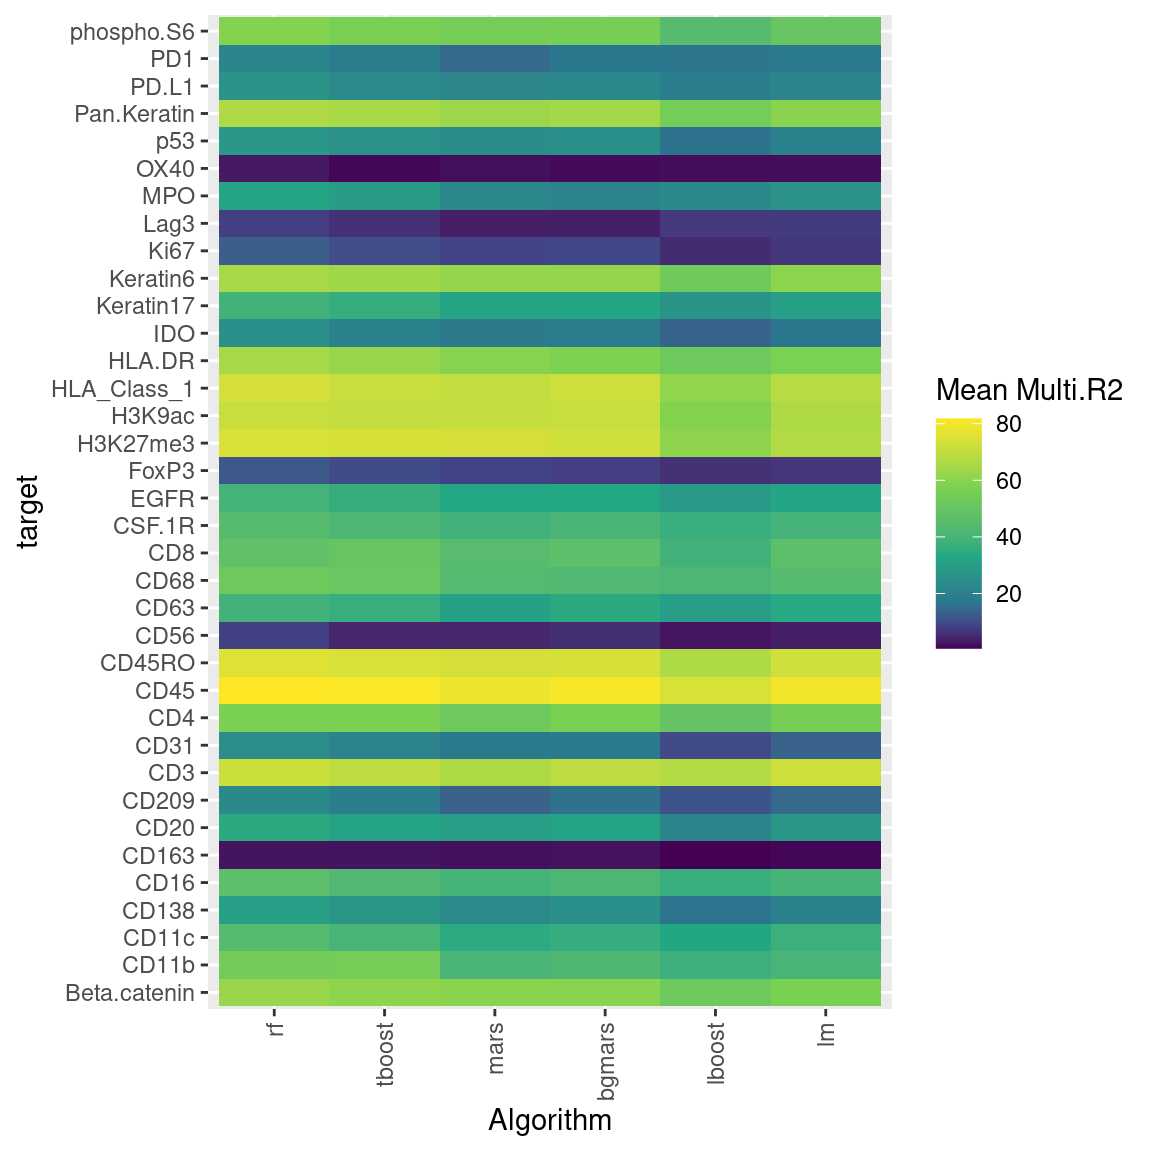 phospho.S6
PD1
PD.L1
Pan.Keratin
p53
OX40
MPO
Lag3
Ki67
Keratin6
Keratin17
IDO
HLA.DR
HLA_Class_1
H3K9ac
H3K27me3
FoxP3
EGFR
CSF.1R
CD8
CD68
CD63
CD56
CD45RO
CD45
CD4
CD31
CD3
CD209
CD20
CD163
CD16
CD138
CD11c
CD11b
Beta.catenin
target
rf
tboost
mars
bgmars
lboost
lm
Algorithm
Mean Multi.R2
80
60
40
20